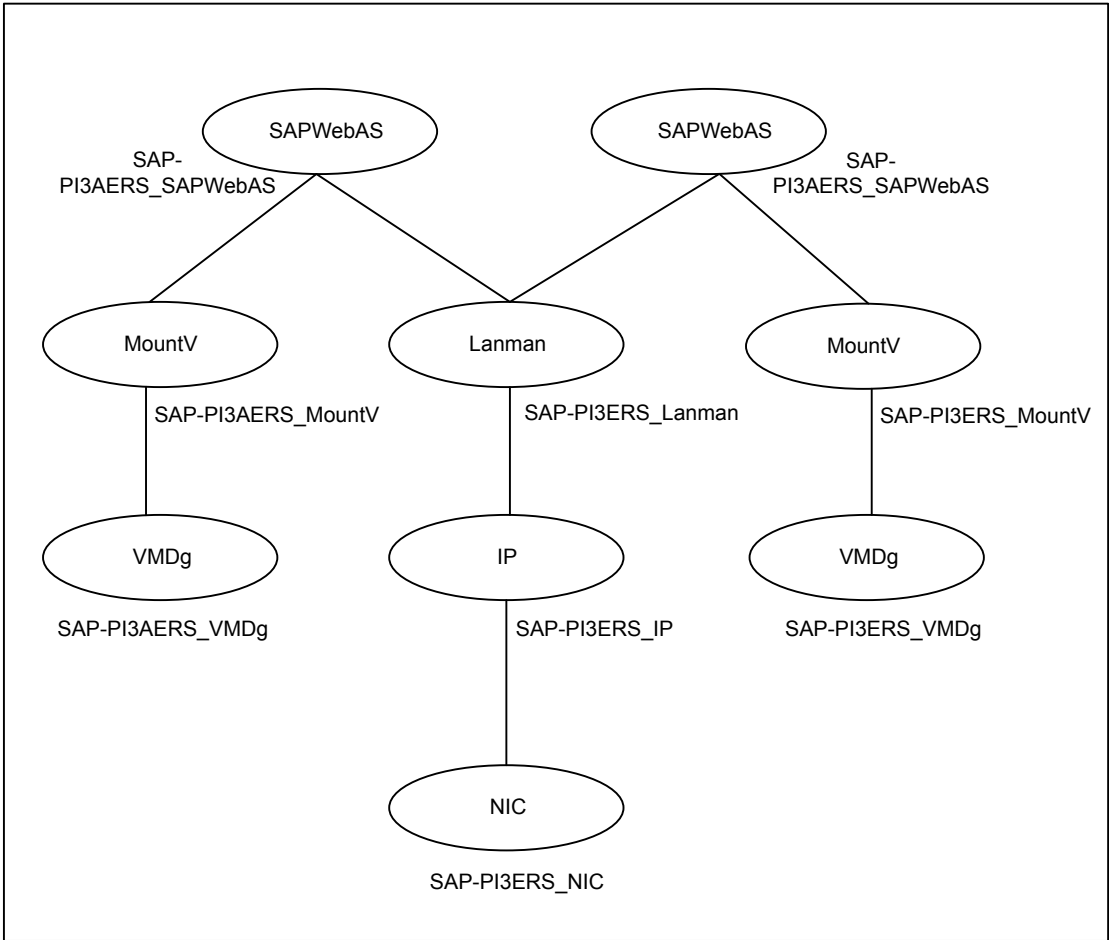 SAPWebAS
SAPWebAS
SAP-
PI3AERS_SAPWebAS
SAP-
PI3AERS_SAPWebAS
MountV
Lanman
MountV
SAP-PI3AERS_MountV
SAP-PI3ERS_Lanman
SAP-PI3ERS_MountV
VMDg
IP
VMDg
SAP-PI3AERS_VMDg
SAP-PI3ERS_IP
SAP-PI3ERS_VMDg
NIC
SAP-PI3ERS_NIC